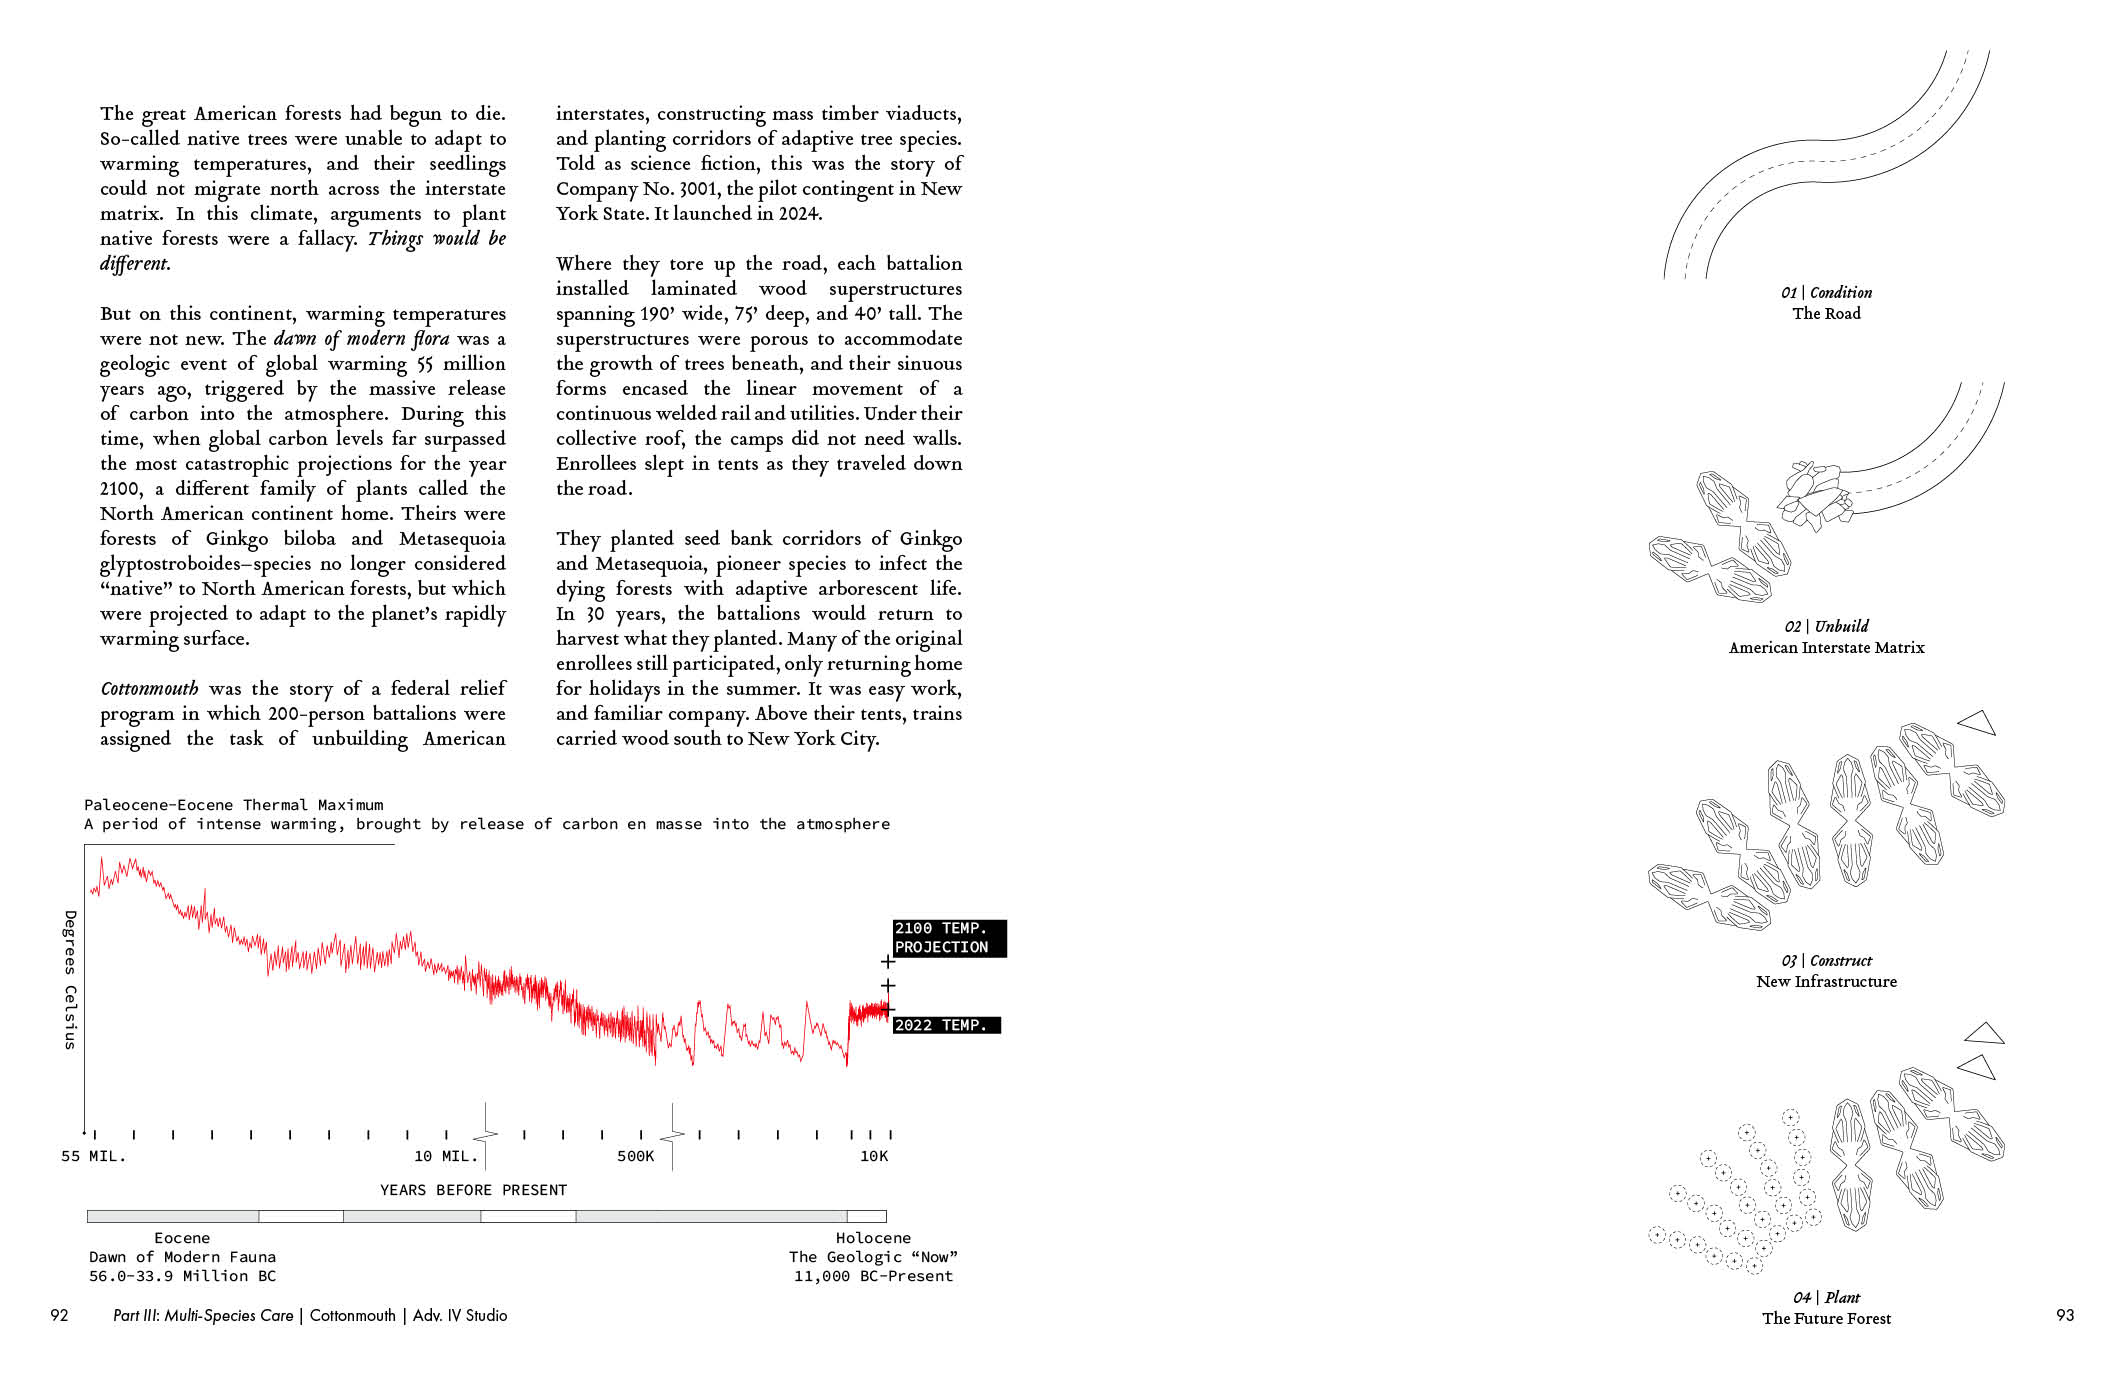 The great American forests had begun to die.
So-called native trees were unable to adapt to
warming temperatures, and their seedlings
could not migrate north across the interstate
matrix. In this climate, arguments to plant
native forests were a fallacy. Things would be
different.
But on this continent, warming temperatures
were not new. The dawn of modern flora was a
geologic event of global warming 55 million
years ago, triggered by the massive release
of carbon into the atmosphere. During this
time, when global carbon levels far surpassed
the most catastrophic projections for the year
2100, a different family of plants called the
North American continent home. Theirs were
forests of Ginkgo biloba and Metasequoia
glyptostroboides–species no longer considered
“native” to North American forests, but which
were projected to adapt to the planet’s rapidly
warming surface.
Cottonmouth was the story of a federal relief
program in which 200-person battalions were
assigned the task of unbuilding American
interstates, constructing mass timber viaducts,
and planting corridors of adaptive tree species.
Told as science fiction, this was the story of
Company No. 3001, the pilot contingent in New
York State. It launched in 2024.
Where they tore up the road, each battalion
installed laminated wood superstructures
spanning 190’ wide, 75’ deep, and 40’ tall. The
superstructures were porous to accommodate
the growth of trees beneath, and their sinuous
forms encased the linear movement of a
continuous welded rail and utilities. Under their
collective roof, the camps did not need walls.
Enrollees slept in tents as they traveled down
the road.
They planted seed bank corridors of Ginkgo
and Metasequoia, pioneer species to infect the
dying forests with adaptive arborescent life.
In 30 years, the battalions would return to
harvest what they planted. Many of the original
enrollees still participated, only returning home
for holidays in the summer. It was easy work,
and familiar company. Above their tents, trains
carried wood south to New York City.
Paleocene-Eocene Thermal Maximum
A period of intense warming, brought by release of carbon en masse into the atmosphere
Degrees Celsius
2100 TEMP.
PROJECTION
2022 TEMP.
55 MIL.
10 MIL.
500K
10K
YEARS BEFORE PRESENT
Eocene
Dawn of Modern Fauna
56.0-33.9 Million BC
Holocene
The Geologic “Now”
11,000 BC-Present
92
Part III: Multi-Species Care | Cottonmouth | Adv. IV Studio
01 | Condition
The Road
02 | Unbuild
American Interstate Matrix
03 | Construct
New Infrastructure
04 | Plant
The Future Forest
93